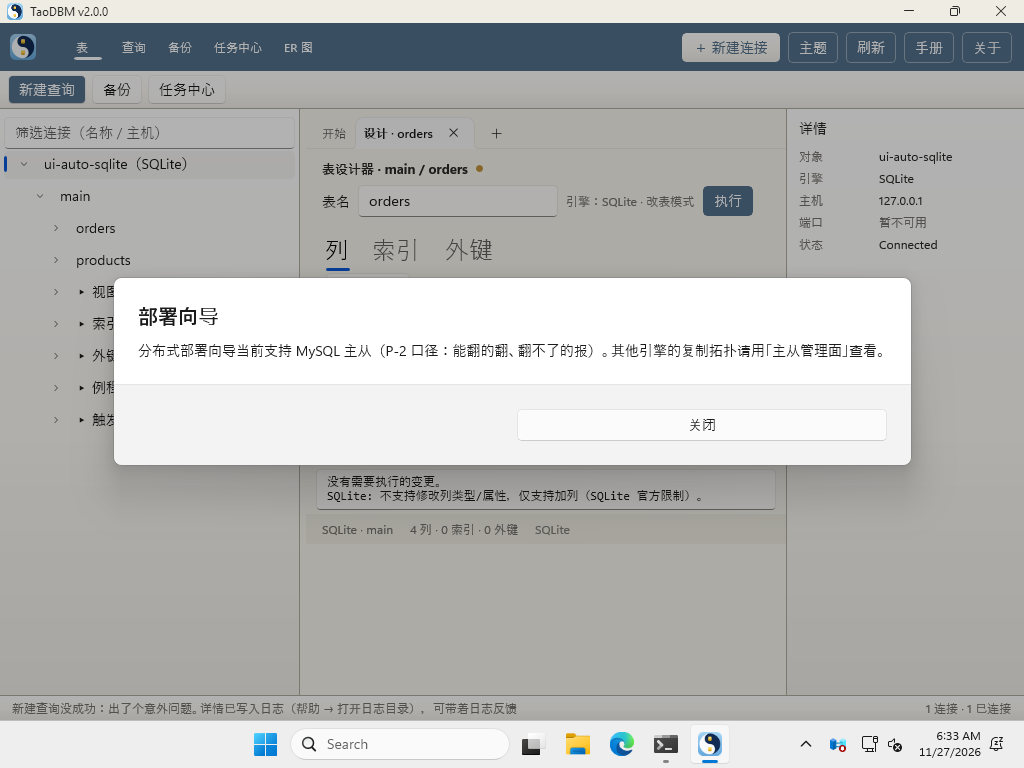 TaoDBM v2.0.0
表 查询 备份 任务中心 ER 图 + 新建连接 主题 刷新 手册 关于
新建查询 备份 任务中心
筛选连接（名称 / 主机）
ui-auto-sqlite（SQLite）
main
orders
products
视图
索引
外键
例程
触发
开始 设计 · orders
表设计器 · main / orders
表名 orders 引擎：SQLite · 改表模式 执行
列 索引 外键
详情
对象 ui-auto-sqlite
引擎 SQLite
主机 127.0.0.1
端口 暂不可用
状态 Connected
部署向导
分布式部署向导当前支持 MySQL 主从（P-2 口径：能翻的翻、翻不了的报）。其他引擎的复制拓扑请用「主从管理面」查看。
关闭
没有需要执行的变更。
SQLite: 不支持修改列类型/属性、仅支持加列（SQLite 官方限制）。
SQLite · main 4 列 · 0 索引 · 0 外键 SQLite
新建查询没成功：出了个意外问题。详情已写入日志（帮助 → 打开日志目录），可带着日志反馈
1 连接 · 1 已连接
Search
6:33 AM
11/27/2026